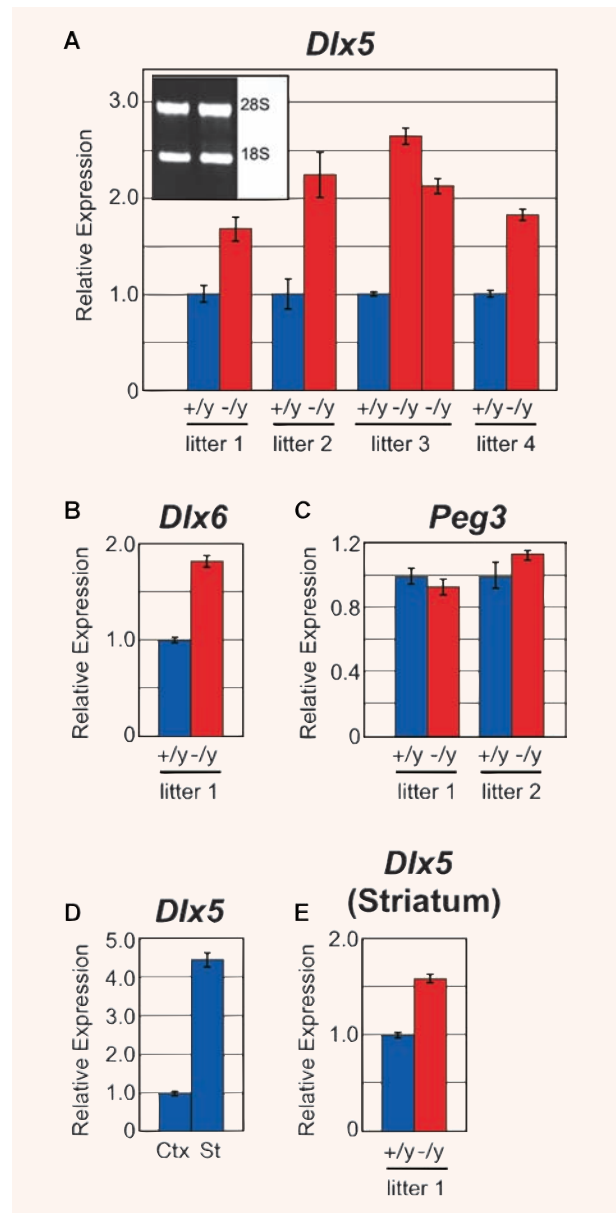 A
Dlx5
Relative Expression
3.0
2.0
1.0
0
28S
18S
+/y -/y +/y -/y +/y -/y -/y +/y -/y
litter 1 litter 2 litter 3 litter 4
B
Dlx6
Relative Expression
2.0
1.0
0
+/y -/y
litter 1
C
Peg3
Relative Expression
1.2
0.8
0.4
0
+/y -/y +/y -/y
litter 1 litter 2
D
Dlx5
Relative Expression
5.0
4.0
3.0
2.0
1.0
0
Ctx St
E
Dlx5
(Striatum)
Relative Expression
2.0
1.0
0
+/y -/y
litter 1